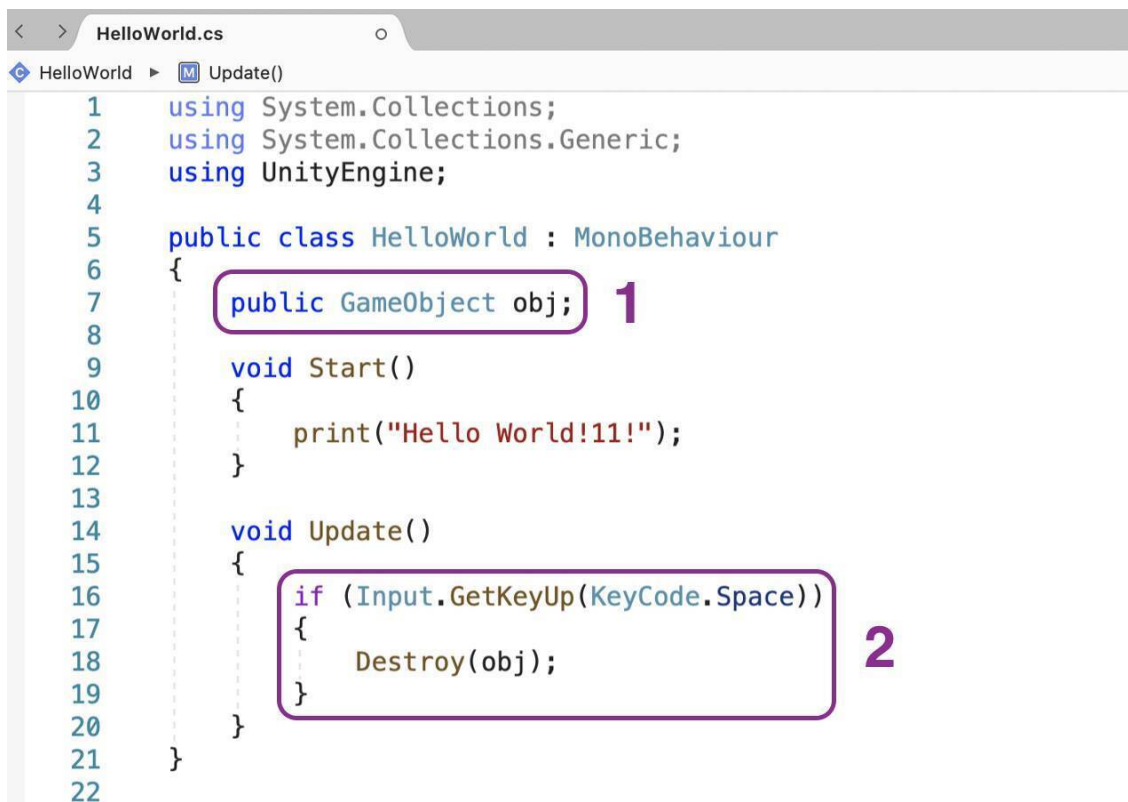 HelloWorld.cs
HelloWorld ▶ M Update()
1 using System.Collections;
2 using System.Collections.Generic;
3 using UnityEngine;
4
5 public class HelloWorld : MonoBehaviour
6 {
7 public GameObject obj; 1
8
9 void Start()
10 {
11 print("Hello World!11!");
12 }
13
14 void Update()
15 {
16 if (Input.GetKeyUp(KeyCode.Space))
17 {
18 Destroy(obj); 2
19 }
20 }
21 }
22